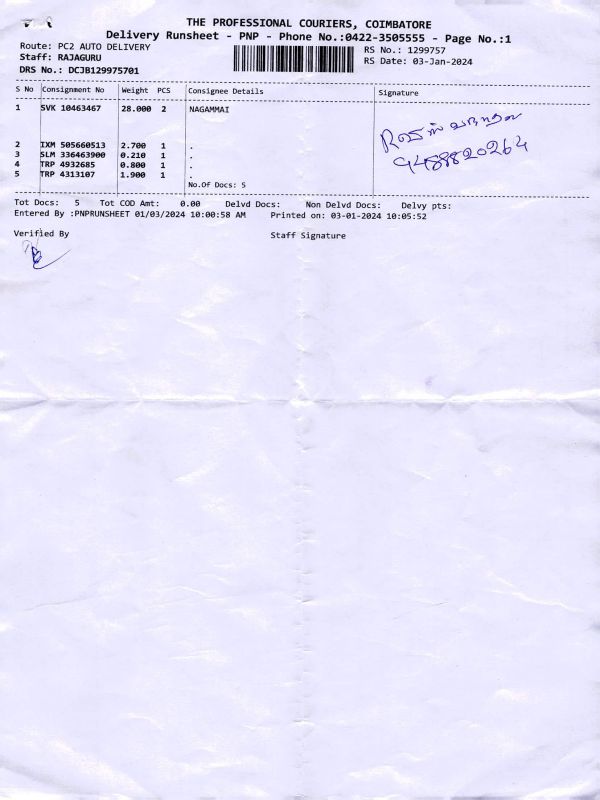 THE PROFESSIONAL COURIERS, COIMBATORE
Delivery Runsheet - PNP - Phone No.:0422-3505555 - Page No.:1
Route: PC2 AUTO DELIVERY
RS No.: 1299757
Staff: RAJAGURU
RS Date: 03-Jan-2024
DRS No.: DCJB129975701
S No Consignment No Weight PCS Consignee Details Signature
1 SVK 10463467 28.000 2 NAGAMMAI
9488820264
2 IXM 505660513 2.700 1 .
3 SLM 336463900 0.210 1 .
4 TRP 4932685 0.800 1 .
5 TRP 4313107 1.900 1 .
No.Of Docs: 5
Tot Docs: 5 Tot COD Amt: 0.00 Delvd Docs: Non Delvd Docs: Delvy pts:
Entered By :PNPRUNSHEET 01/03/2024 10:00:58 AM Printed on: 03-01-2024 10:05:52
Verified By Staff Signature